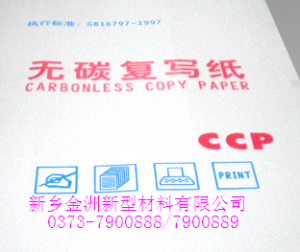 执行标准：GB16797-1997
无碳复写纸
CARBONLESS COPY PAPER
CCP
PRINT
新乡金洲新型材料有限公司
0373-7900888/7900889